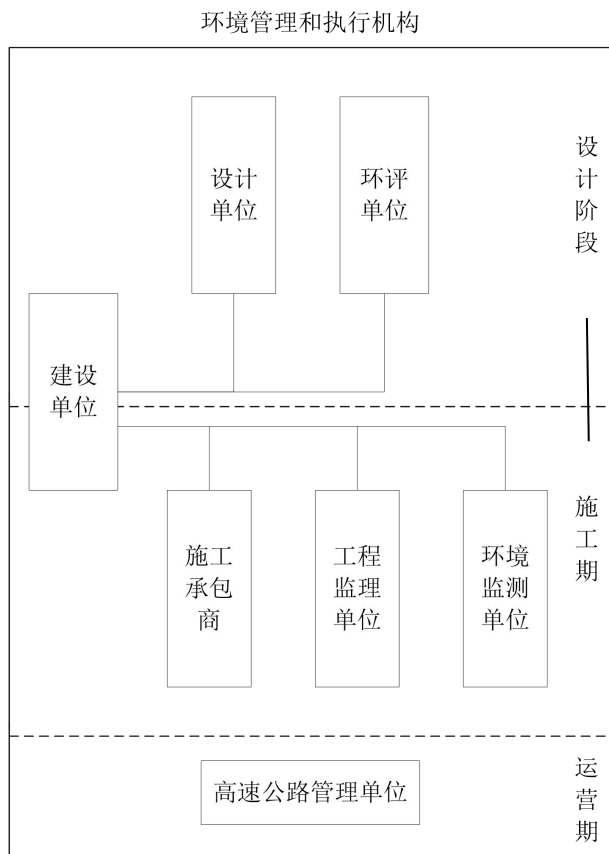 环境管理和执行机构
设计
单位
环评
单位
设
计
阶
段
建设
单位
施工
承包
商
工程
监理
单位
环境
监测
单位
施
工
期
高速公路管理单位
运
营
期